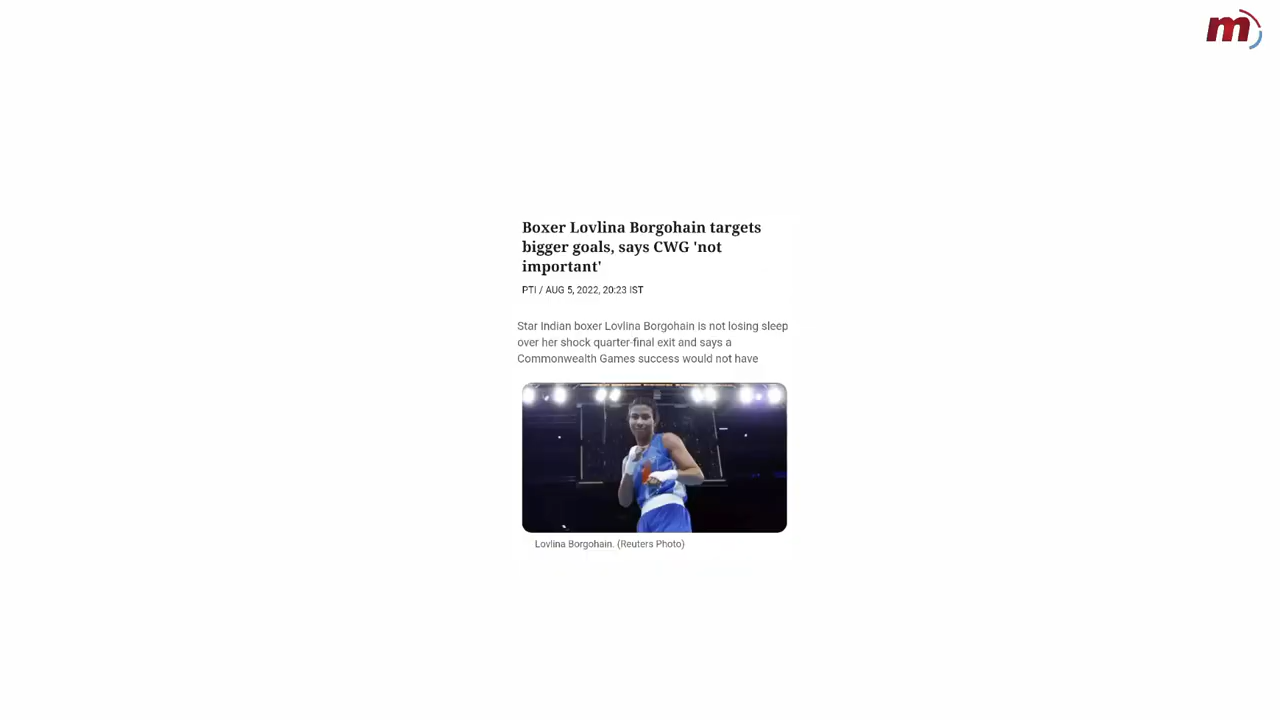 m
Boxer Lovlina Borgohain targets
bigger goals, says CWG 'not
important'
PTI / AUG 5, 2022, 20:23 IST
Star Indian boxer Lovlina Borgohain is not losing sleep
over her shock quarter-final exit and says a
Commonwealth Games success would not have
Lovlina Borgohain. (Reuters Photo)